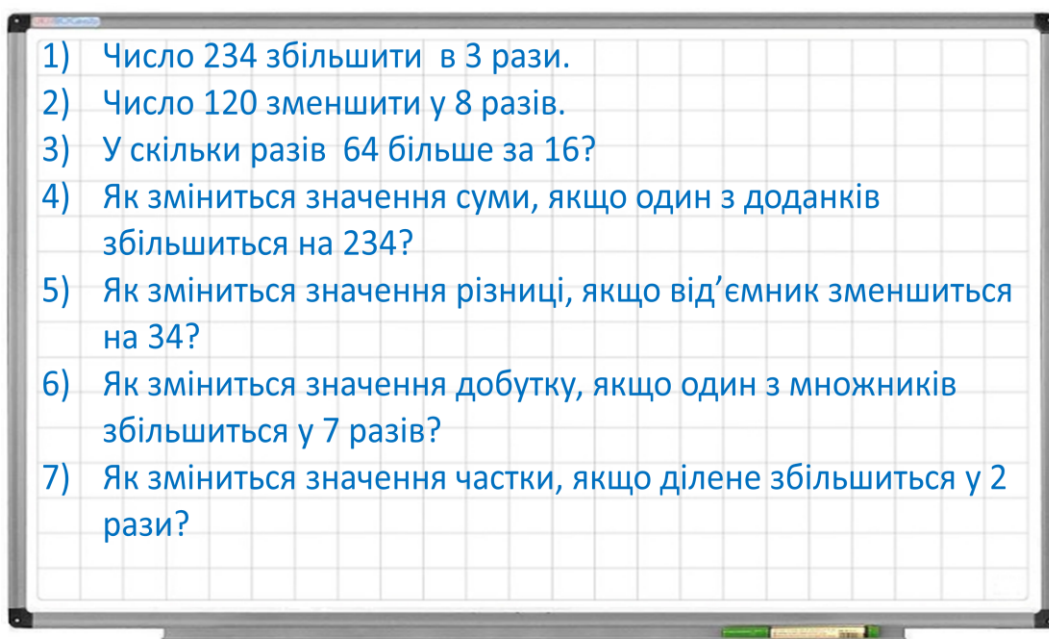 1) Число 234 збільшити в 3 рази.
2) Число 120 зменшити у 8 разів.
3) У скільки разів 64 більше за 16?
4) Як зміниться значення суми, якщо один з доданків
збільшиться на 234?
5) Як зміниться значення різниці, якщо від’ємник зменшиться
на 34?
6) Як зміниться значення добутку, якщо один з множників
збільшиться у 7 разів?
7) Як зміниться значення частки, якщо ділене збільшиться у 2
рази?